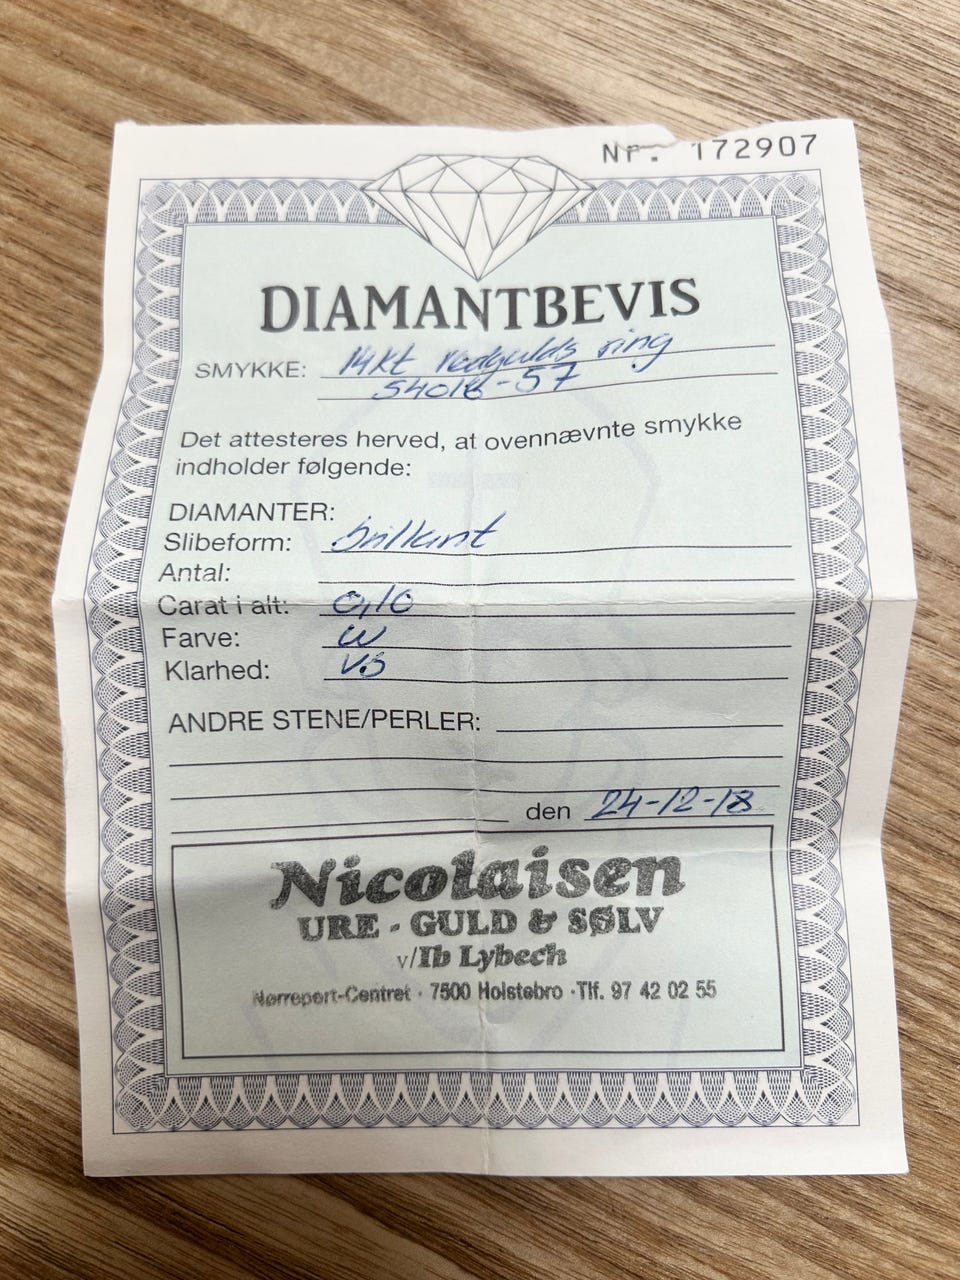 Nr. 172907
DIAMANTBEVIS
SMYKKE: 14kt rødgulds ring
54018-57
Det attesteres herved, at ovennævnte smykke
indholder følgende:
DIAMANTER:
Slibeform: brillant
Antal:
Carat i alt: 0,10
Farve: W
Klarhed: VS
ANDRE STENE/PERLER:
den 24-12-18
Nicolaisen
URE - GULD & SØLV
v/Ib Lybech
Nørreport-Centret · 7500 Holstebro · Tlf. 97 42 02 55